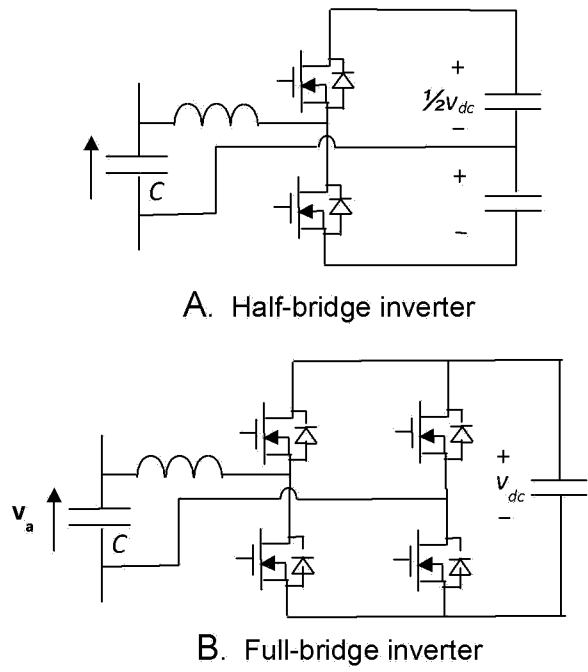 +
½v_dc
−
+
C
−
A. Half-bridge inverter
+
v_a
v_dc
−
C
B. Full-bridge inverter